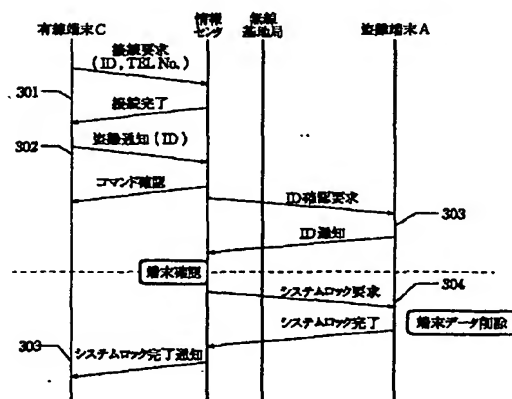 有線端末C
情報
センタ
無線
基地局
盗難端末A
接続要求
(ID, TEL No.)
301
接続完了
302
盗難通知(ID)
コマンド確認
ID確認要求
303
ID通知
端末確認
システムロック要求
304
システムロック完了
端末データ削除
303
システムロック完了通知